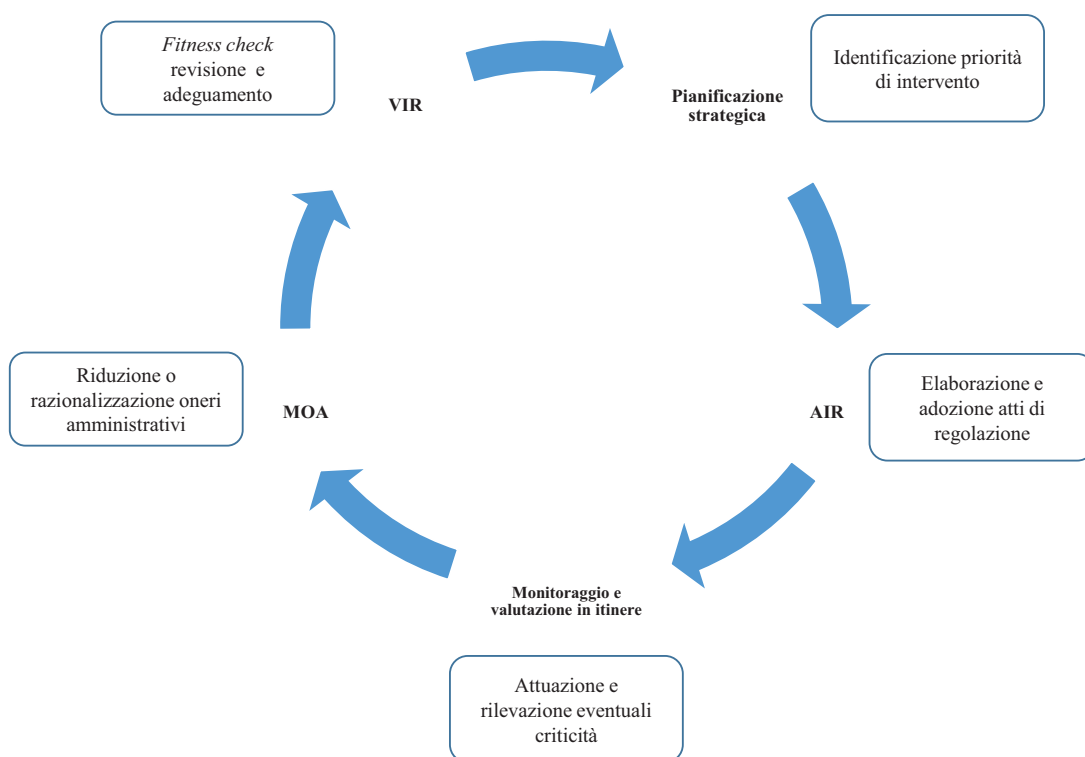 Fitness check
revisione e
adeguamento
VIR
Pianificazione
strategica
Identificazione priorità
di intervento
Riduzione o
razionalizzazione oneri
amministrativi
MOA
AIR
Elaborazione e
adozione atti di
regolazione
Monitoraggio e
valutazione in itinere
Attuazione e
rilevazione eventuali
criticità